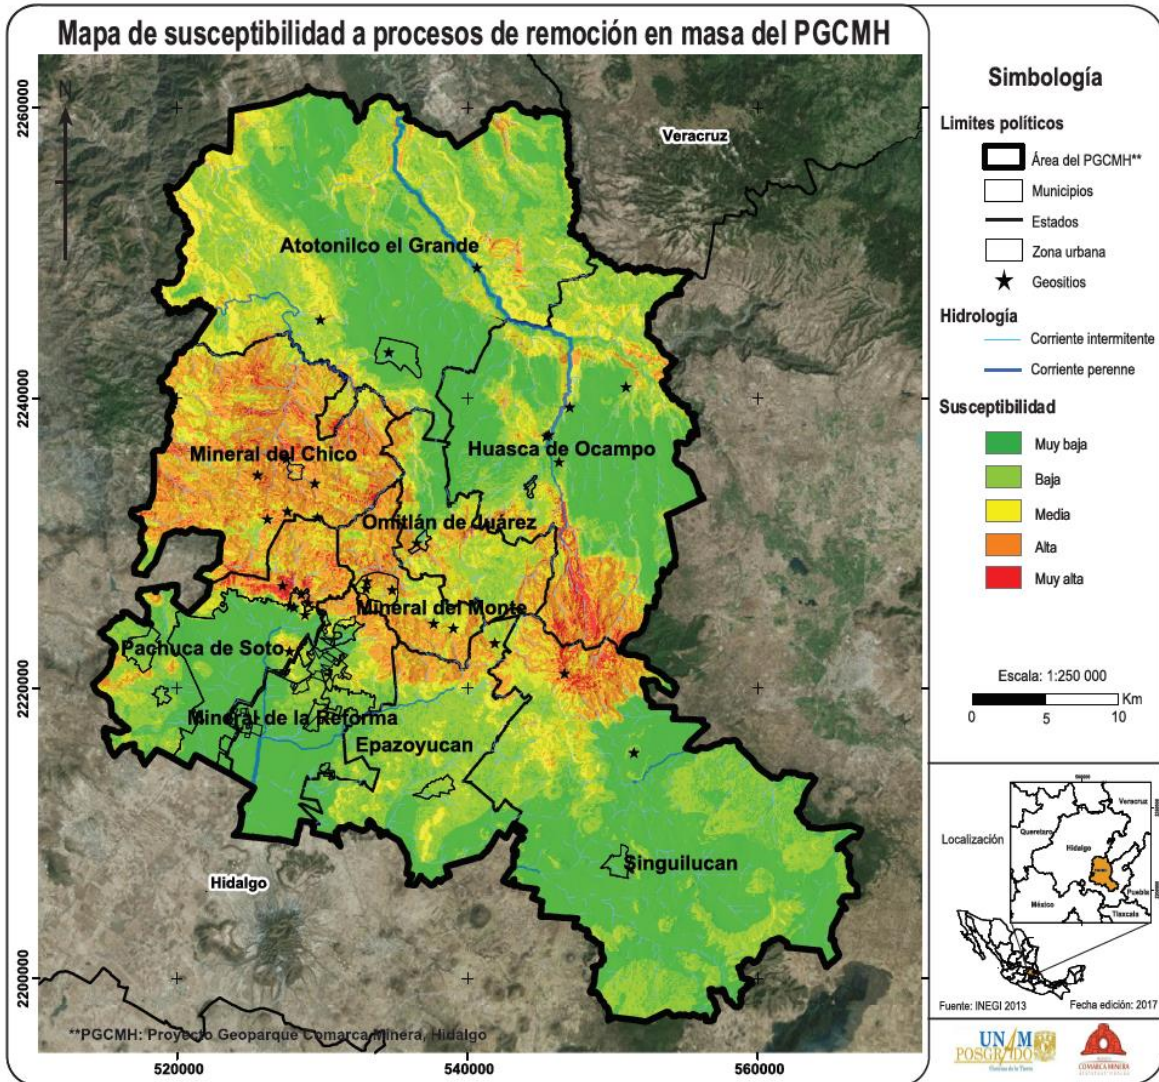 Mapa de susceptibilidad a procesos de remoción en masa del PGCMH
N
2260000
2240000
2220000
2200000
520000
540000
560000
Veracruz
Atotonilco el Grande
Mineral del Chico
Huasca de Ocampo
Omitlán de Juárez
Mineral del Monte
Pachuca de Soto
Mineral de la Reforma
Epazoyucan
Singuilucan
Hidalgo
**PGCMH: Proyecto Geoparque Comarca Minera, Hidalgo
Simbología
Limites políticos
Área del PGCMH**
Municipios
Estados
Zona urbana
Geositios
Hidrología
Corriente intermitente
Corriente perenne
Susceptibilidad
Muy baja
Baja
Media
Alta
Muy alta
Escala: 1:250 000
0 5 10 Km
Localización
Veracruz
Queretaro
Hidalgo
Puebla
México
Tlaxcala
Fuente: INEGI 2013
Fecha edición: 2017
UNAM
POSGRADO
Ciencias de la Tierra
COMARCA MINERA